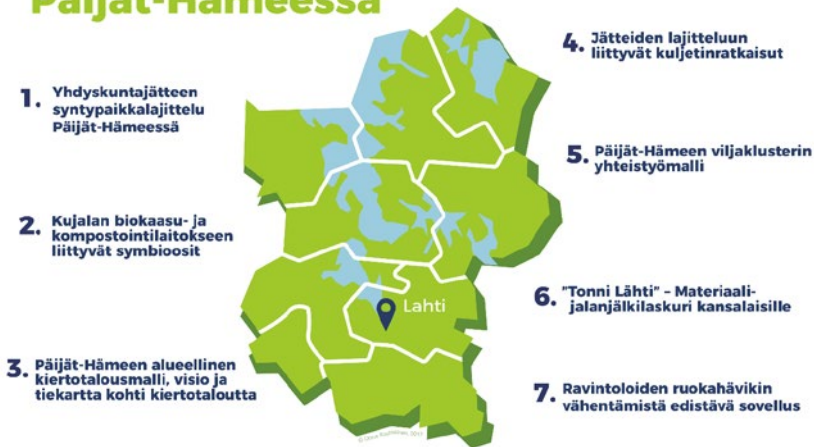 Päijät-Hämeessä
1. Yhdyskuntajätteen
syntypaikkalajittelu
Päijät-Hämeessä
2. Kujalan biokaasu- ja
kompostointilaitokseen
liittyvät symbioosit
3. Päijät-Hämeen alueellinen
kiertotalousmalli, visio ja
tiekartta kohti kiertotaloutta
4. Jätteiden lajitteluun
liittyvät kuljetinratkaisut
5. Päijät-Hämeen viljaklusterin
yhteistyömalli
6. "Tonni Lähti" – Materiaali-
jalanjälkilaskuri kansalaisille
7. Ravintoloiden ruokahävikin
vähentämistä edistävä sovellus
Lahti